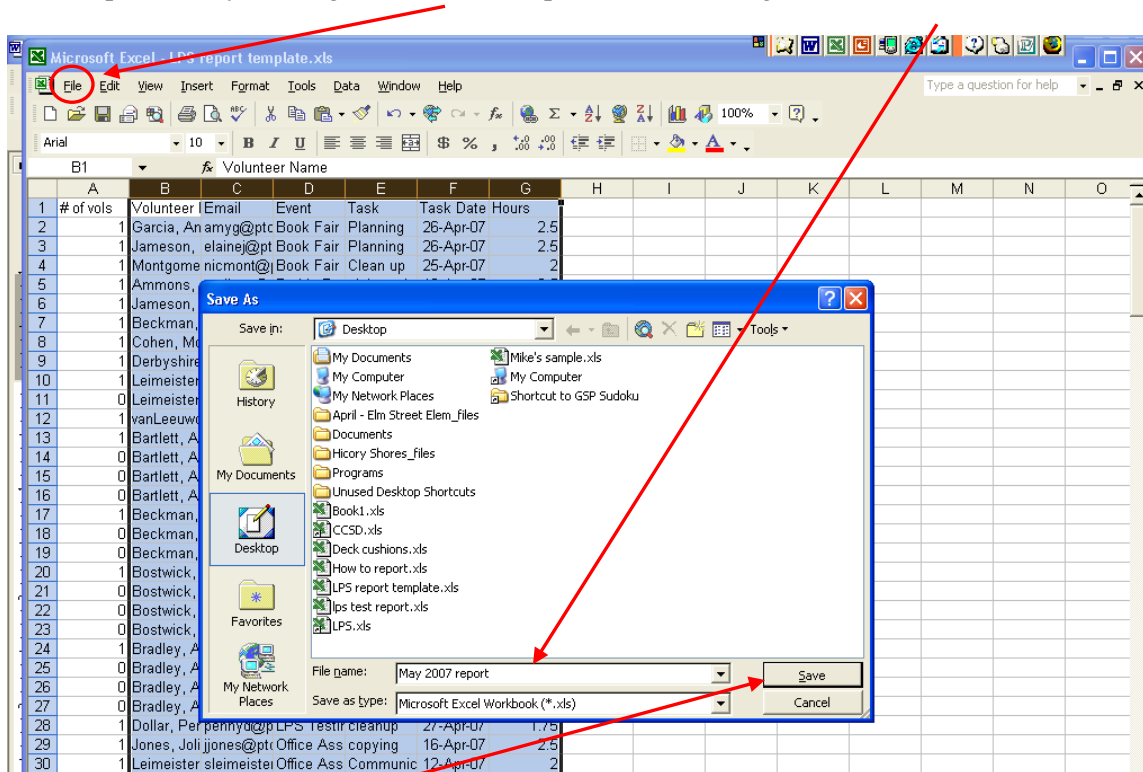 Microsoft Excel - LPS report template.xls
File Edit View Insert Format Tools Data Window Help
Type a question for help
100%
Arial 10 B I U $ % ,
B1 fx Volunteer Name
A B C D E F G H I J K L M N O
1 # of vols Volunteer Email Event Task Task Date Hours
2 1 Garcia, An amyg@ptc Book Fair Planning 26-Apr-07 2.5
3 1 Jameson, elainej@pt Book Fair Planning 26-Apr-07 2.5
4 1 Montgome nicmont@ Book Fair Clean up 25-Apr-07 2
5 1 Ammons,
6 1 Jameson,
7 1 Beckman,
8 1 Cohen, Mo
9 1 Derbyshire
10 1 Leimeister
11 0 Leimeister
12 1 vanLeeuwe
13 1 Bartlett, A
14 0 Bartlett, A
15 0 Bartlett, A
16 0 Bartlett, A
17 1 Beckman,
18 0 Beckman,
19 0 Beckman,
20 1 Bostwick,
21 0 Bostwick,
22 0 Bostwick,
23 0 Bostwick,
24 1 Bradley, A
25 0 Bradley, A
26 0 Bradley, A
27 0 Bradley, A
28 1 Dollar, Per pennyd@p LPS Testin cleanup 27-Apr-07 1.75
29 1 Jones, Joli jjones@pt Office Ass copying 16-Apr-07 2.5
30 1 Leimeister sleimeiste Office Ass Communic 12-Apr-07 2
Save As
Save in: Desktop Tools
History
My Documents
Desktop
Favorites
My Network
Places
My Documents
My Computer
My Network Places
April - Elm Street Elem_files
Documents
Hicory Shores_files
Programs
Unused Desktop Shortcuts
Book1.xls
CCSD.xls
Deck cushions.xls
How to report.xls
LPS report template.xls
lps test report.xls
LPS.xls
Mike's sample.xls
My Computer
Shortcut to GSP Sudoku
File name: May 2007 report Save
Save as type: Microsoft Excel Workbook (*.xls) Cancel